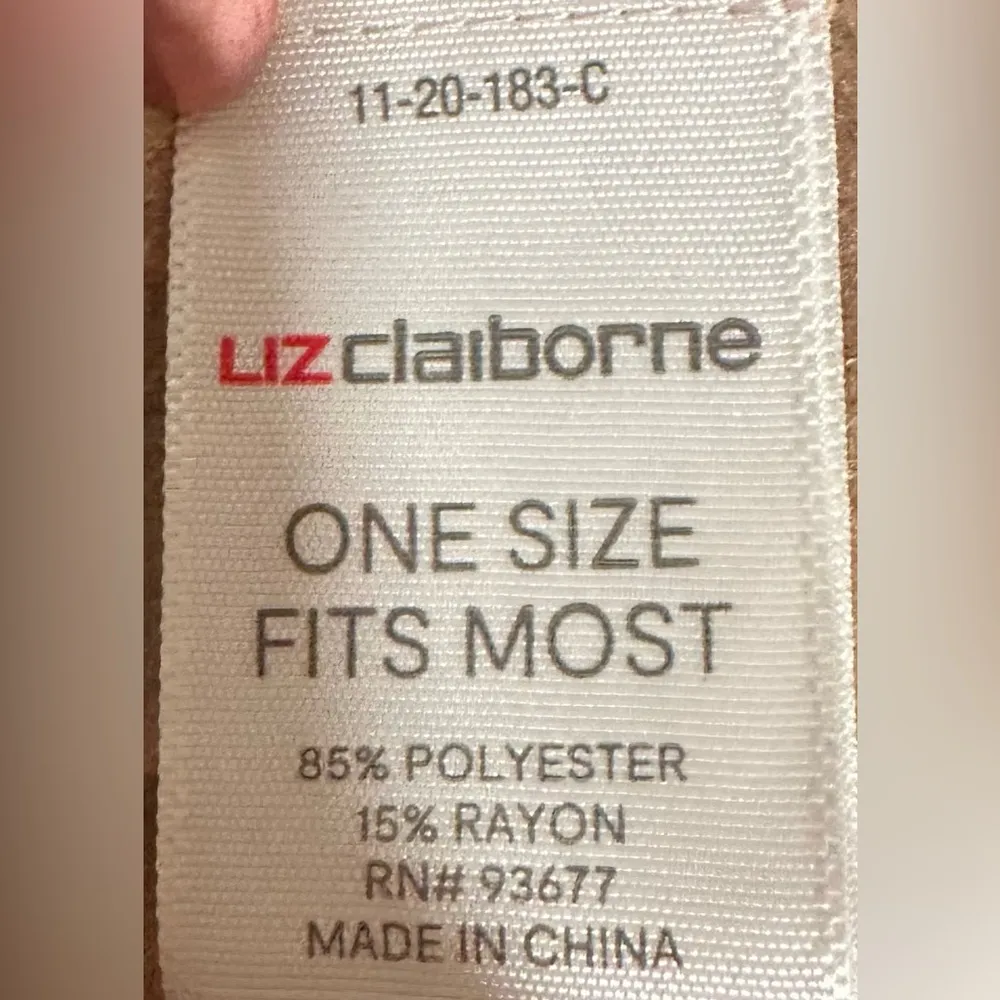 11-20-183-C
LIZ claiborne
ONE SIZE
FITS MOST
85% POLYESTER
15% RAYON
RN# 93677
MADE IN CHINA